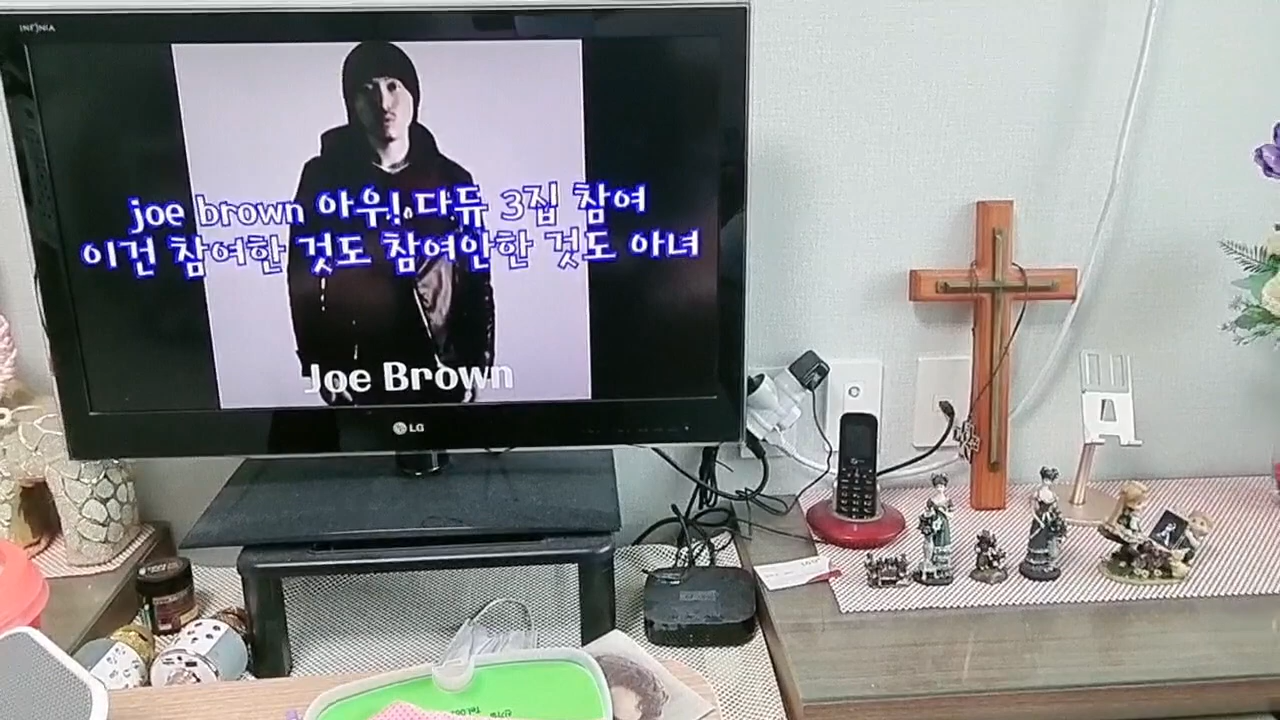 INFINIA
joe brown 아우! 다듀 3집 참여
이건 참여한 것도 참여안한 것도 아녀
Joe Brown
LG